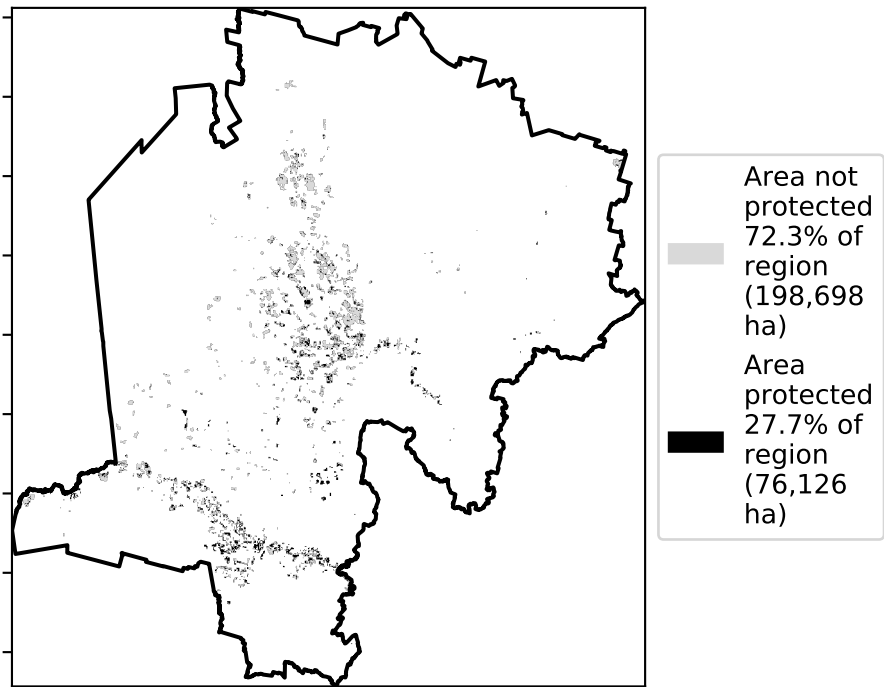 Area not
protected
72.3% of
region
(198,698
ha)
Area
protected
27.7% of
region
(76,126
ha)